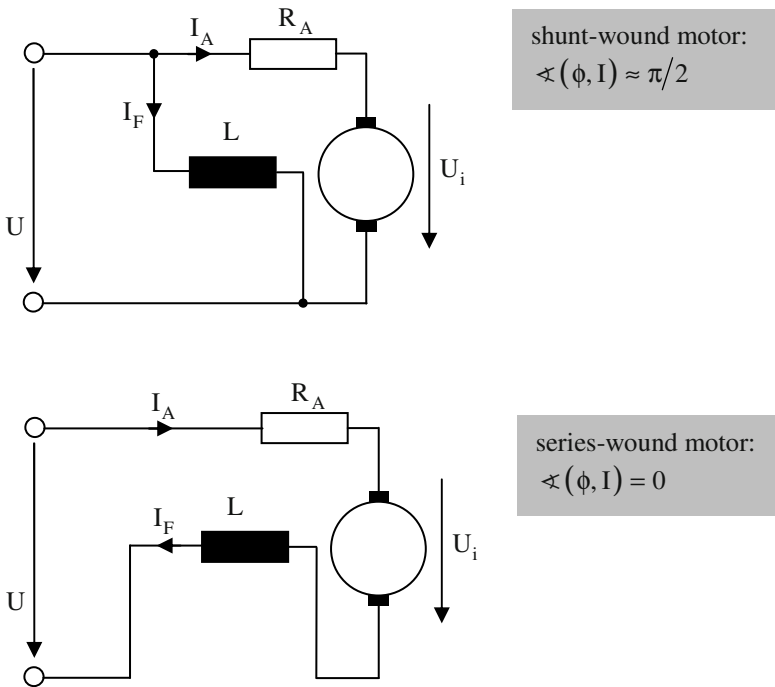 I_A
R_A
shunt-wound motor:
∢(ϕ, I) ≈ π/2
I_F
L
U_i
U
I_A
R_A
series-wound motor:
∢(ϕ, I) = 0
I_F
L
U_i
U